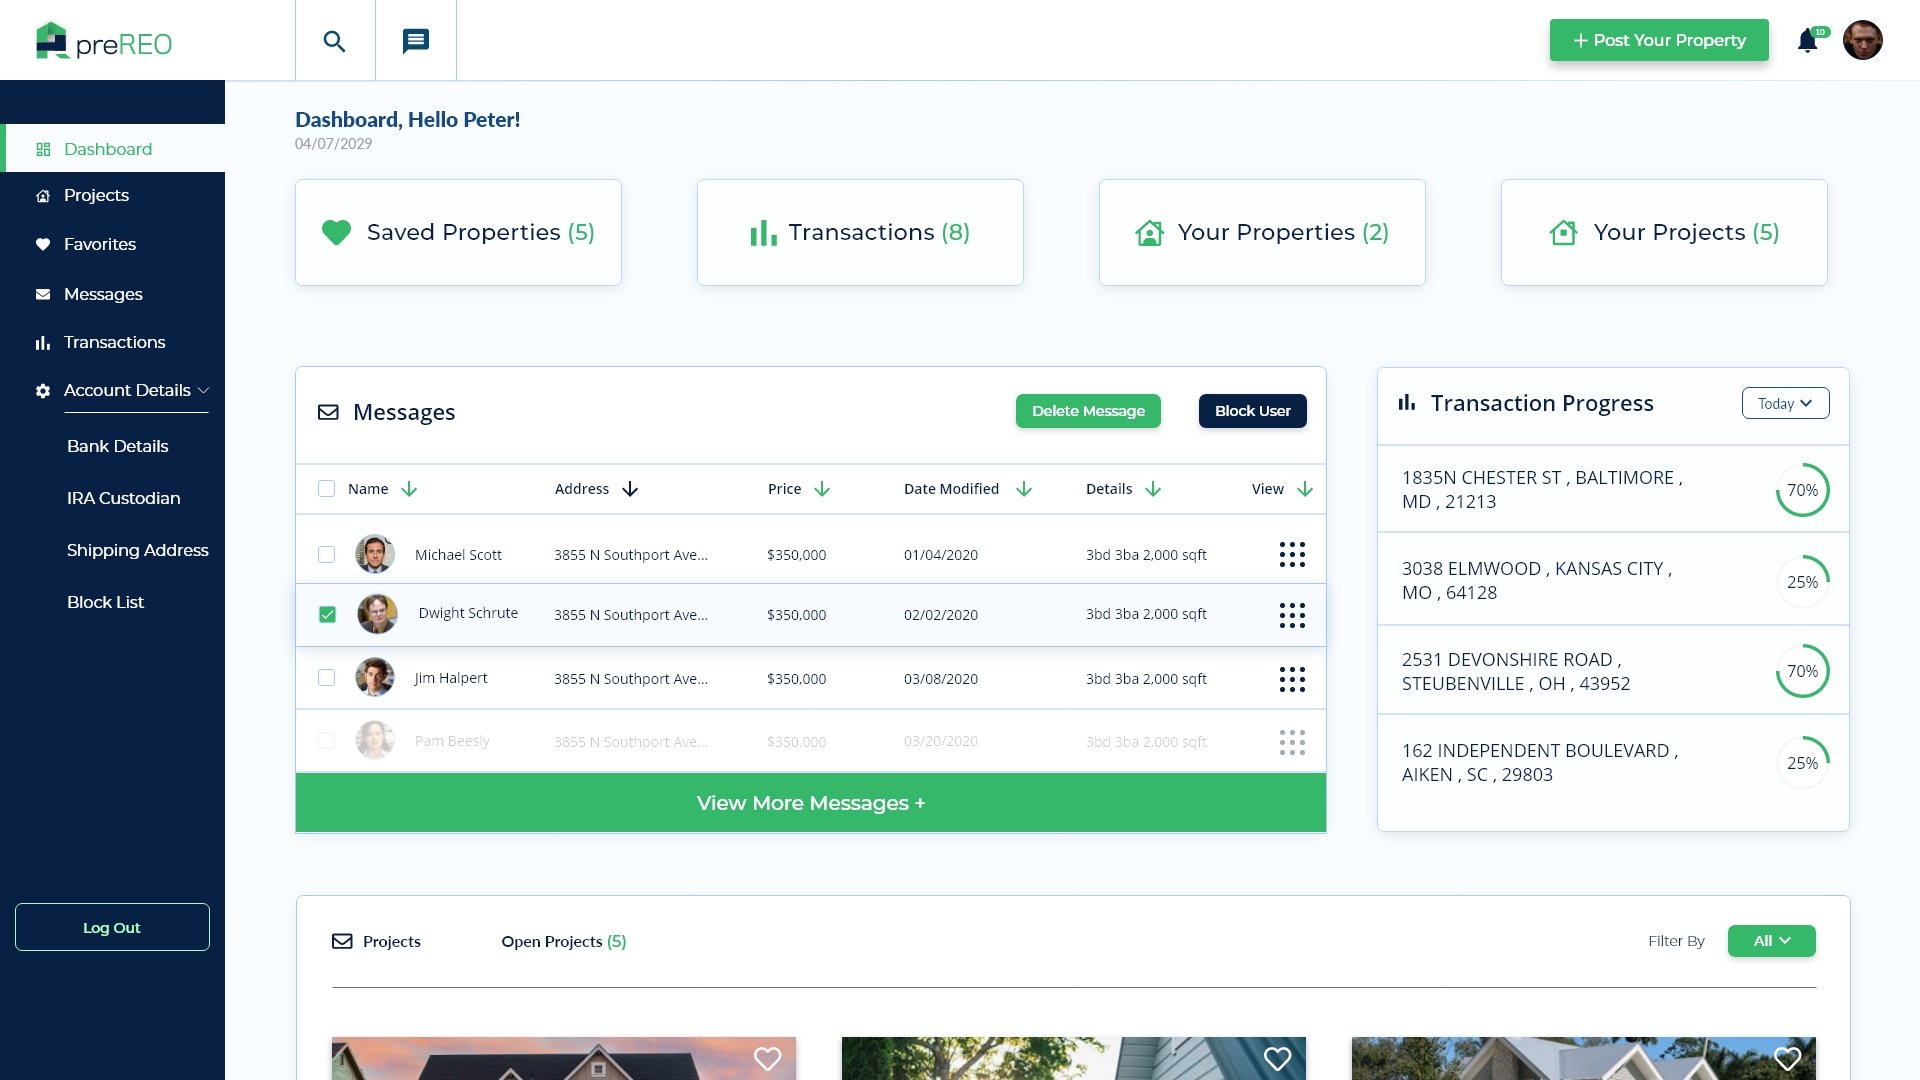 preREO
+ Post Your Property
10
Dashboard
Projects
Favorites
Messages
Transactions
Account Details
Bank Details
IRA Custodian
Shipping Address
Block List
Log Out
Dashboard, Hello Peter!
04/07/2029
Saved Properties (5)
Transactions (8)
Your Properties (2)
Your Projects (5)
Messages
Delete Message
Block User
Name Address Price Date Modified Details View
Michael Scott 3855 N Southport Ave... $350,000 01/04/2020 3bd 3ba 2,000 sqft
Dwight Schrute 3855 N Southport Ave... $350,000 02/02/2020 3bd 3ba 2,000 sqft
Jim Halpert 3855 N Southport Ave... $350,000 03/08/2020 3bd 3ba 2,000 sqft
Pam Beesly 3855 N Southport Ave... $350,000 03/20/2020 3bd 3ba 2,000 sqft
View More Messages +
Transaction Progress
Today
1835N CHESTER ST , BALTIMORE ,
MD , 21213
70%
3038 ELMWOOD , KANSAS CITY ,
MO , 64128
25%
2531 DEVONSHIRE ROAD ,
STEUBENVILLE , OH , 43952
70%
162 INDEPENDENT BOULEVARD ,
AIKEN , SC , 29803
25%
Projects
Open Projects (5)
Filter By
All